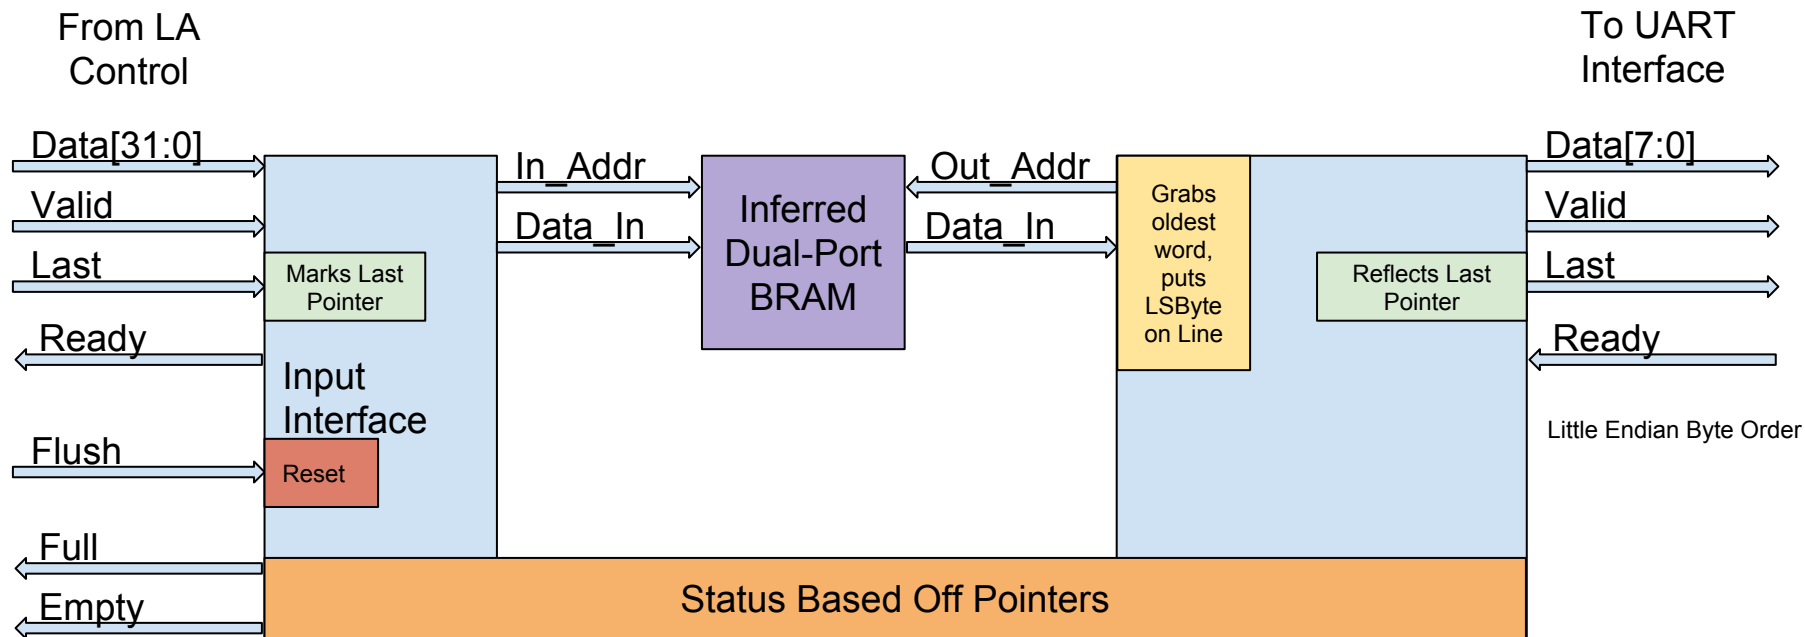 From LA
Control
To UART
Interface
Data[31:0]
Valid
Last
Ready
Flush
Full
Empty
Marks Last
Pointer
Input
Interface
Reset
In_Addr
Data_In
Inferred
Dual-Port
BRAM
Out_Addr
Data_In
Grabs
oldest
word,
puts
LSByte
on Line
Reflects Last
Pointer
Data[7:0]
Valid
Last
Ready
Little Endian Byte Order
Status Based Off Pointers